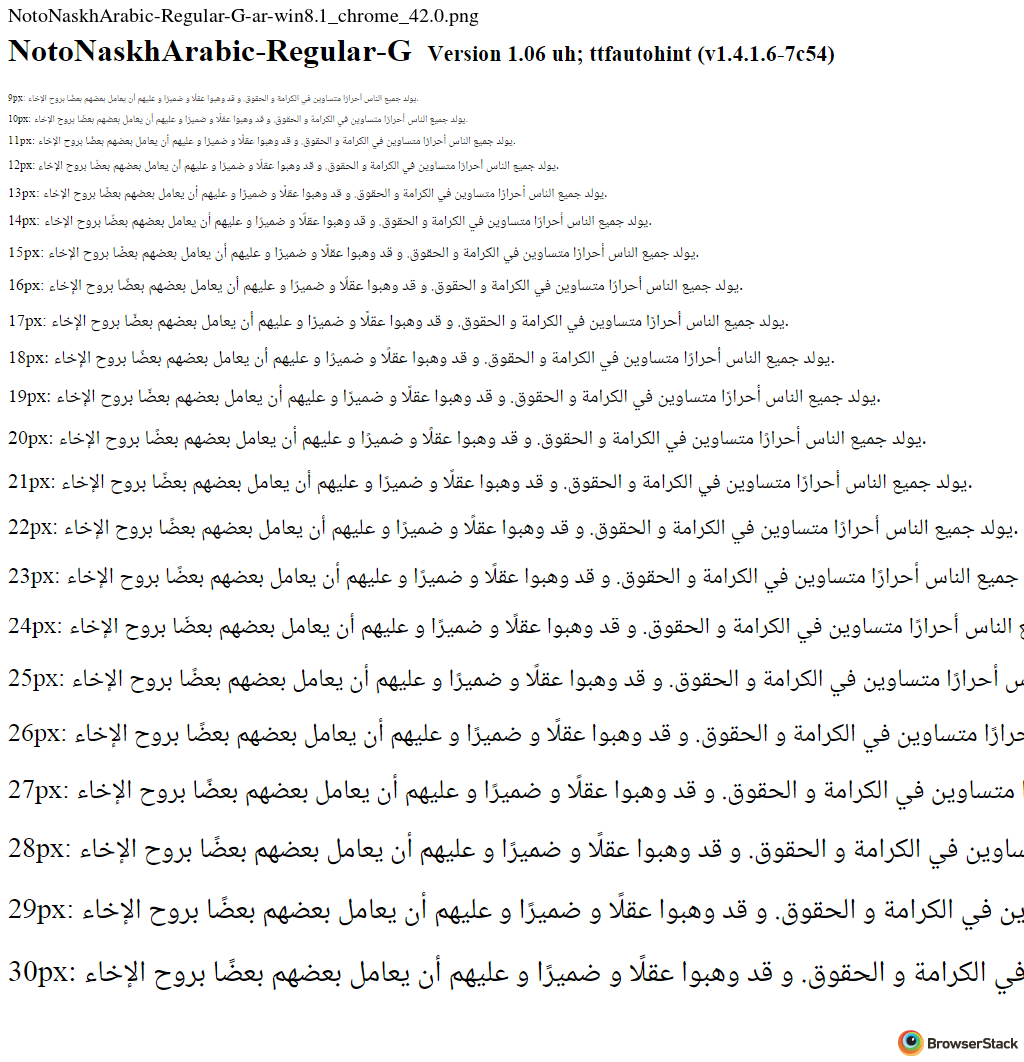 NotoNaskhArabic-Regular-G-ar-win8.1_chrome_42.0.png
NotoNaskhArabic-Regular-G Version 1.06 uh; ttfautohint (v1.4.1.6-7c54)
9px: يولد جميع الناس أحرارًا متساوين في الكرامة و الحقوق. و قد وهبوا عقلًا و ضميرًا و عليهم أن يعامل بعضهم بعضًا بروح الإخاء.
10px: يولد جميع الناس أحرارًا متساوين في الكرامة و الحقوق. و قد وهبوا عقلًا و ضميرًا و عليهم أن يعامل بعضهم بعضًا بروح الإخاء.
11px: يولد جميع الناس أحرارًا متساوين في الكرامة و الحقوق. و قد وهبوا عقلًا و ضميرًا و عليهم أن يعامل بعضهم بعضًا بروح الإخاء.
12px: يولد جميع الناس أحرارًا متساوين في الكرامة و الحقوق. و قد وهبوا عقلًا و ضميرًا و عليهم أن يعامل بعضهم بعضًا بروح الإخاء.
13px: يولد جميع الناس أحرارًا متساوين في الكرامة و الحقوق. و قد وهبوا عقلًا و ضميرًا و عليهم أن يعامل بعضهم بعضًا بروح الإخاء.
14px: يولد جميع الناس أحرارًا متساوين في الكرامة و الحقوق. و قد وهبوا عقلًا و ضميرًا و عليهم أن يعامل بعضهم بعضًا بروح الإخاء.
15px: يولد جميع الناس أحرارًا متساوين في الكرامة و الحقوق. و قد وهبوا عقلًا و ضميرًا و عليهم أن يعامل بعضهم بعضًا بروح الإخاء.
16px: يولد جميع الناس أحرارًا متساوين في الكرامة و الحقوق. و قد وهبوا عقلًا و ضميرًا و عليهم أن يعامل بعضهم بعضًا بروح الإخاء.
17px: يولد جميع الناس أحرارًا متساوين في الكرامة و الحقوق. و قد وهبوا عقلًا و ضميرًا و عليهم أن يعامل بعضهم بعضًا بروح الإخاء.
18px: يولد جميع الناس أحرارًا متساوين في الكرامة و الحقوق. و قد وهبوا عقلًا و ضميرًا و عليهم أن يعامل بعضهم بعضًا بروح الإخاء.
19px: يولد جميع الناس أحرارًا متساوين في الكرامة و الحقوق. و قد وهبوا عقلًا و ضميرًا و عليهم أن يعامل بعضهم بعضًا بروح الإخاء.
20px: يولد جميع الناس أحرارًا متساوين في الكرامة و الحقوق. و قد وهبوا عقلًا و ضميرًا و عليهم أن يعامل بعضهم بعضًا بروح الإخاء.
21px: يولد جميع الناس أحرارًا متساوين في الكرامة و الحقوق. و قد وهبوا عقلًا و ضميرًا و عليهم أن يعامل بعضهم بعضًا بروح الإخاء.
22px: يولد جميع الناس أحرارًا متساوين في الكرامة و الحقوق. و قد وهبوا عقلًا و ضميرًا و عليهم أن يعامل بعضهم بعضًا بروح الإخاء.
23px: جميع الناس أحرارًا متساوين في الكرامة و الحقوق. و قد وهبوا عقلًا و ضميرًا و عليهم أن يعامل بعضهم بعضًا بروح الإخاء
24px: الناس أحرارًا متساوين في الكرامة و الحقوق. و قد وهبوا عقلًا و ضميرًا و عليهم أن يعامل بعضهم بعضًا بروح الإخاء
25px: أحرارًا متساوين في الكرامة و الحقوق. و قد وهبوا عقلًا و ضميرًا و عليهم أن يعامل بعضهم بعضًا بروح الإخاء
26px: متساوين في الكرامة و الحقوق. و قد وهبوا عقلًا و ضميرًا و عليهم أن يعامل بعضهم بعضًا بروح الإخاء
27px: متساوين في الكرامة و الحقوق. و قد وهبوا عقلًا و ضميرًا و عليهم أن يعامل بعضهم بعضًا بروح الإخاء
28px: في الكرامة و الحقوق. و قد وهبوا عقلًا و ضميرًا و عليهم أن يعامل بعضهم بعضًا بروح الإخاء
29px: في الكرامة و الحقوق. و قد وهبوا عقلًا و ضميرًا و عليهم أن يعامل بعضهم بعضًا بروح الإخاء
30px: في الكرامة و الحقوق. و قد وهبوا عقلًا و ضميرًا و عليهم أن يعامل بعضهم بعضًا بروح الإخاء
BrowserStack